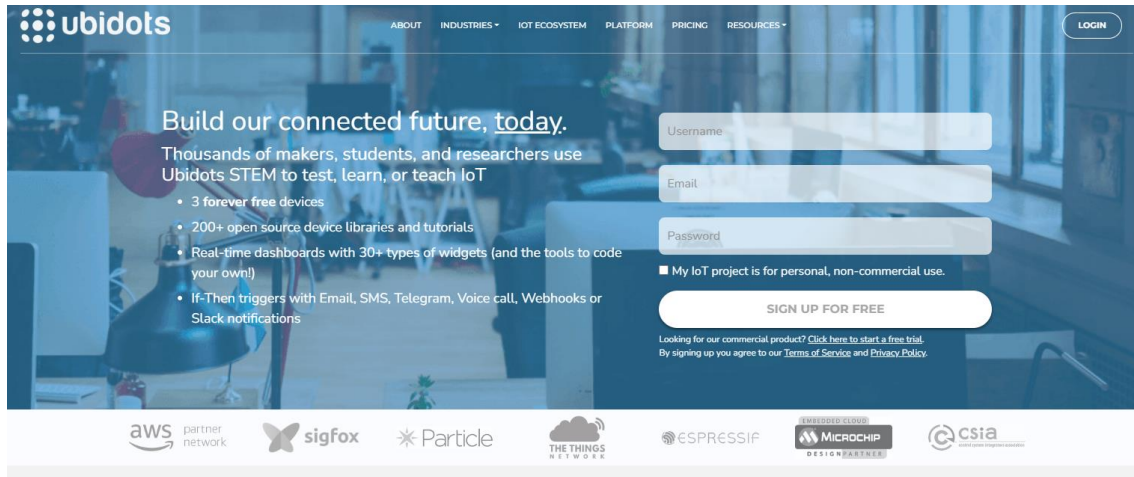 ubidots
ABOUT INDUSTRIES IOT ECOSYSTEM PLATFORM PRICING RESOURCES LOGIN
Build our connected future, today.
Thousands of makers, students, and researchers use
Ubidots STEM to test, learn, or teach IoT
• 3 forever free devices
• 200+ open source device libraries and tutorials
• Real-time dashboards with 30+ types of widgets (and the tools to code
your own!)
• If-Then triggers with Email, SMS, Telegram, Voice call, Webhooks or
Slack notifications
Username
Email
Password
My IoT project is for personal, non-commercial use.
SIGN UP FOR FREE
Looking for our commercial product? Click here to start a free trial.
By signing up you agree to our Terms of Service and Privacy Policy.
aws partner
network
sigfox
Particle
THE THINGS
NETWORK
ESPRESSIF
EMBEDDED CLOUD
MICROCHIP
DESIGN PARTNER
csia